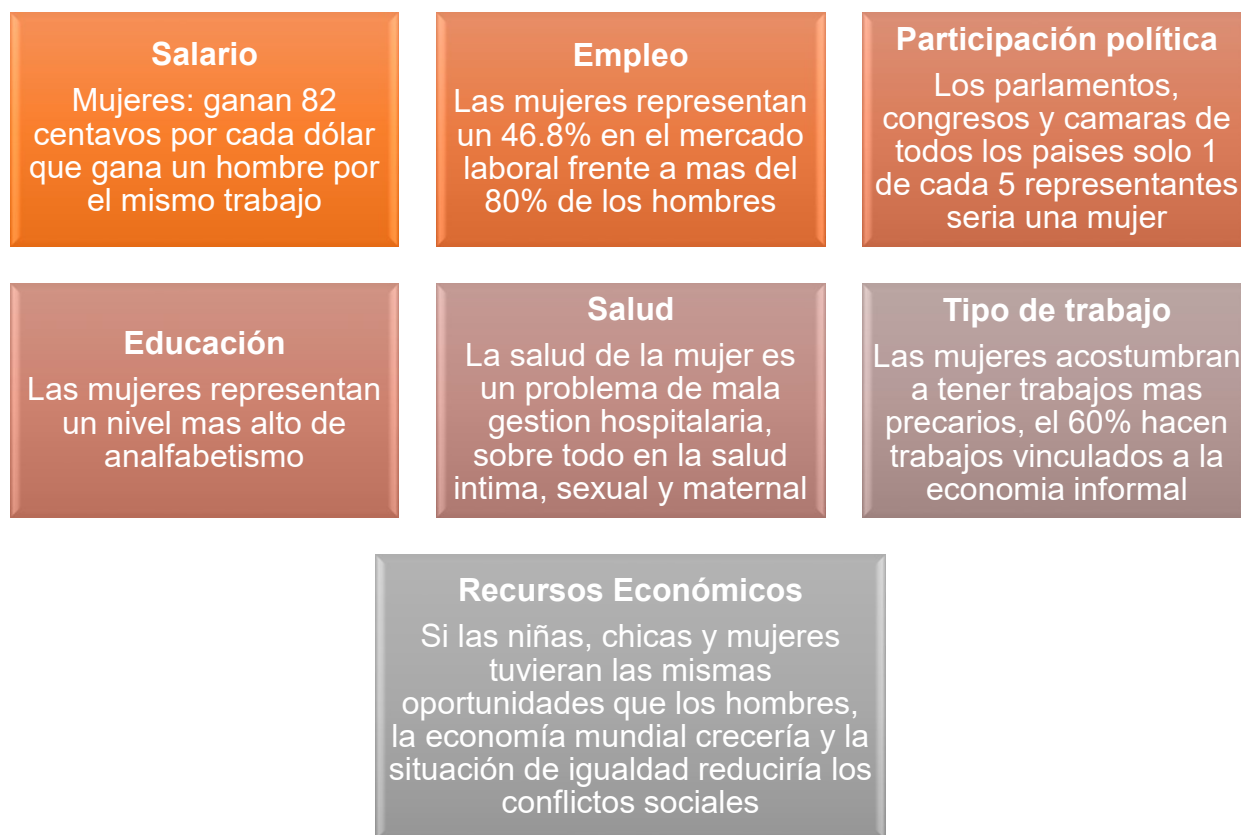 Salario
Mujeres: ganan 82
centavos por cada dólar
que gana un hombre por
el mismo trabajo
Empleo
Las mujeres representan
un 46.8% en el mercado
laboral frente a mas del
80% de los hombres
Participación política
Los parlamentos,
congresos y camaras de
todos los paises solo 1
de cada 5 representantes
seria una mujer
Educación
Las mujeres representan
un nivel mas alto de
analfabetismo
Salud
La salud de la mujer es
un problema de mala
gestion hospitalaria,
sobre todo en la salud
intima, sexual y maternal
Tipo de trabajo
Las mujeres acostumbran
a tener trabajos mas
precarios, el 60% hacen
trabajos vinculados a la
economia informal
Recursos Económicos
Si las niñas, chicas y mujeres
tuvieran las mismas
oportunidades que los hombres,
la economía mundial crecería y la
situación de igualdad reduciría los
conflictos sociales